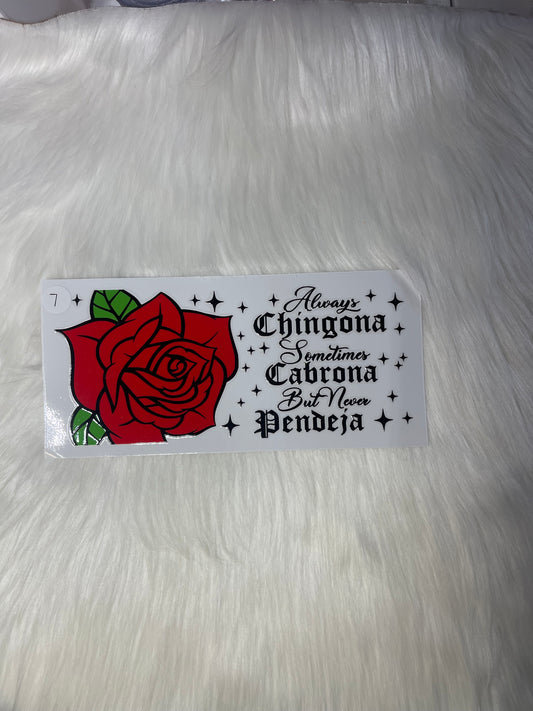 7
Always
Chingona
Sometimes
Cabrona
But Never
Pendeja